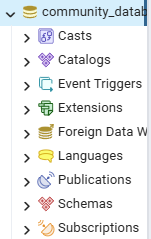 community_datab
Casts
Catalogs
Event Triggers
Extensions
Foreign Data W
Languages
Publications
Schemas
Subscriptions